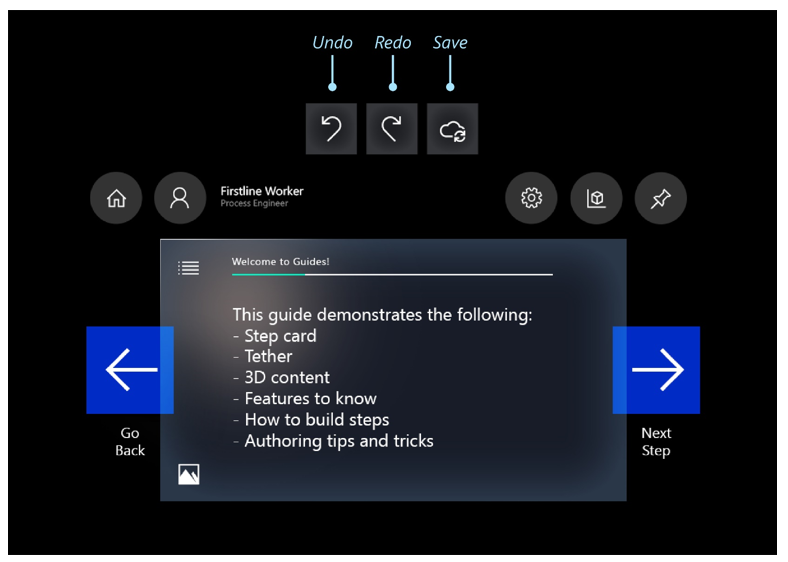 Undo Redo Save
Firstline Worker
Process Engineer
Welcome to Guides!
This guide demonstrates the following:
- Step card
- Tether
- 3D content
- Features to know
- How to build steps
- Authoring tips and tricks
Go
Back
Next
Step